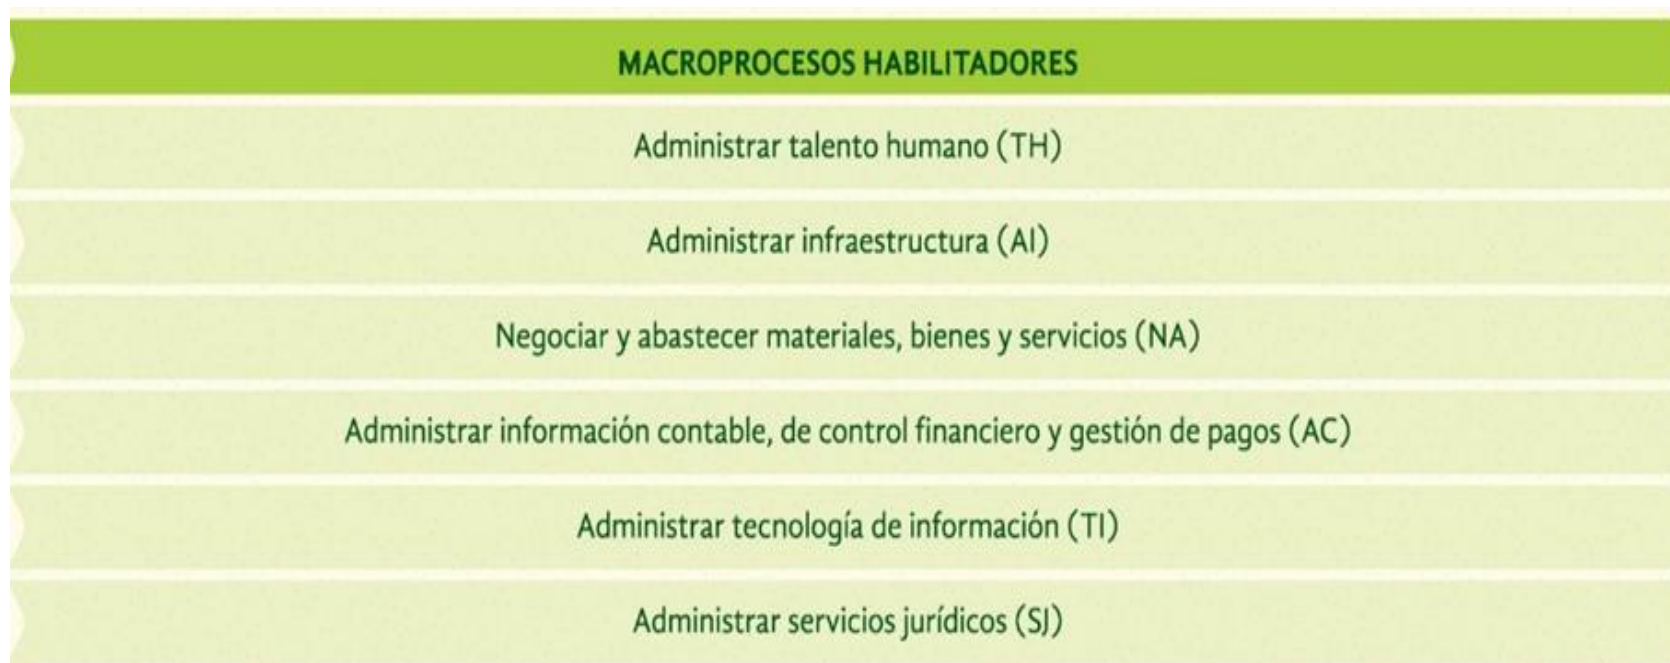 MACROPROCESOS HABILITADORES
Administrar talento humano (TH)
Administrar infraestructura (AI)
Negociar y abastecer materiales, bienes y servicios (NA)
Administrar información contable, de control financiero y gestión de pagos (AC)
Administrar tecnología de información (TI)
Administrar servicios jurídicos (SJ)